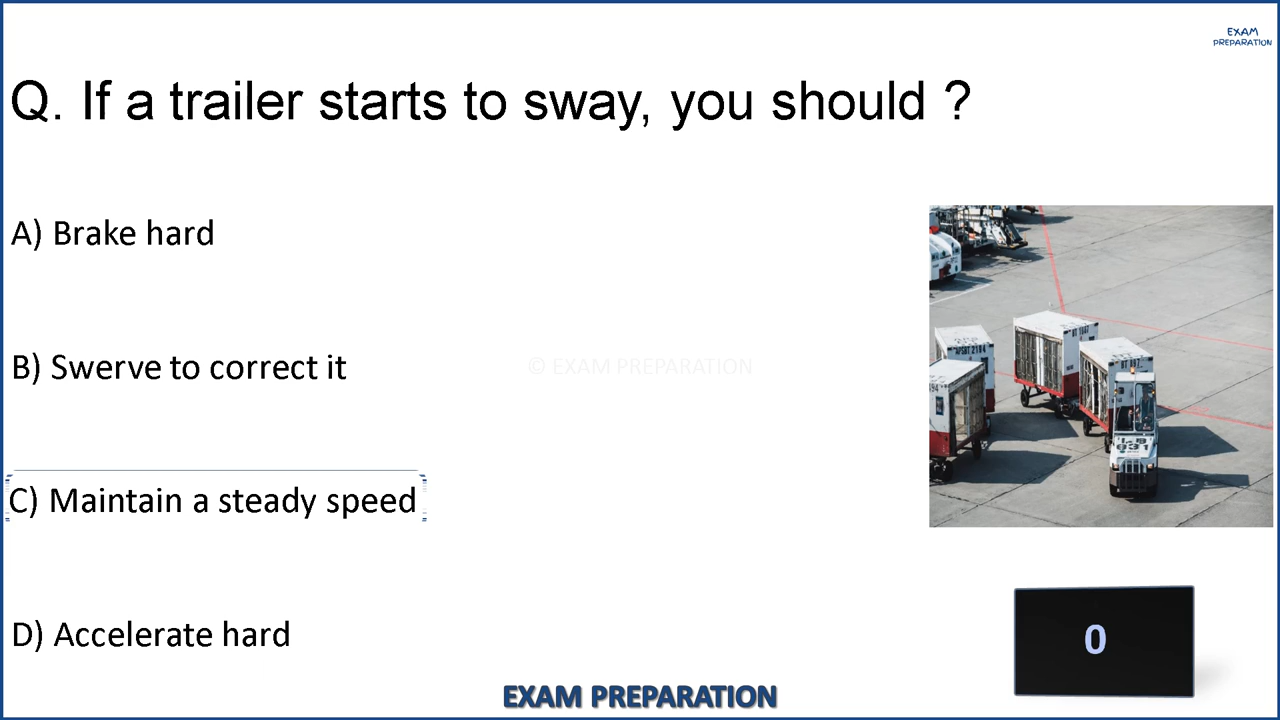 EXAM
PREPARATION
Q. If a trailer starts to sway, you should ?
A) Brake hard
B) Swerve to correct it
© EXAM PREPARATION
C) Maintain a steady speed
D) Accelerate hard
0
EXAM PREPARATION